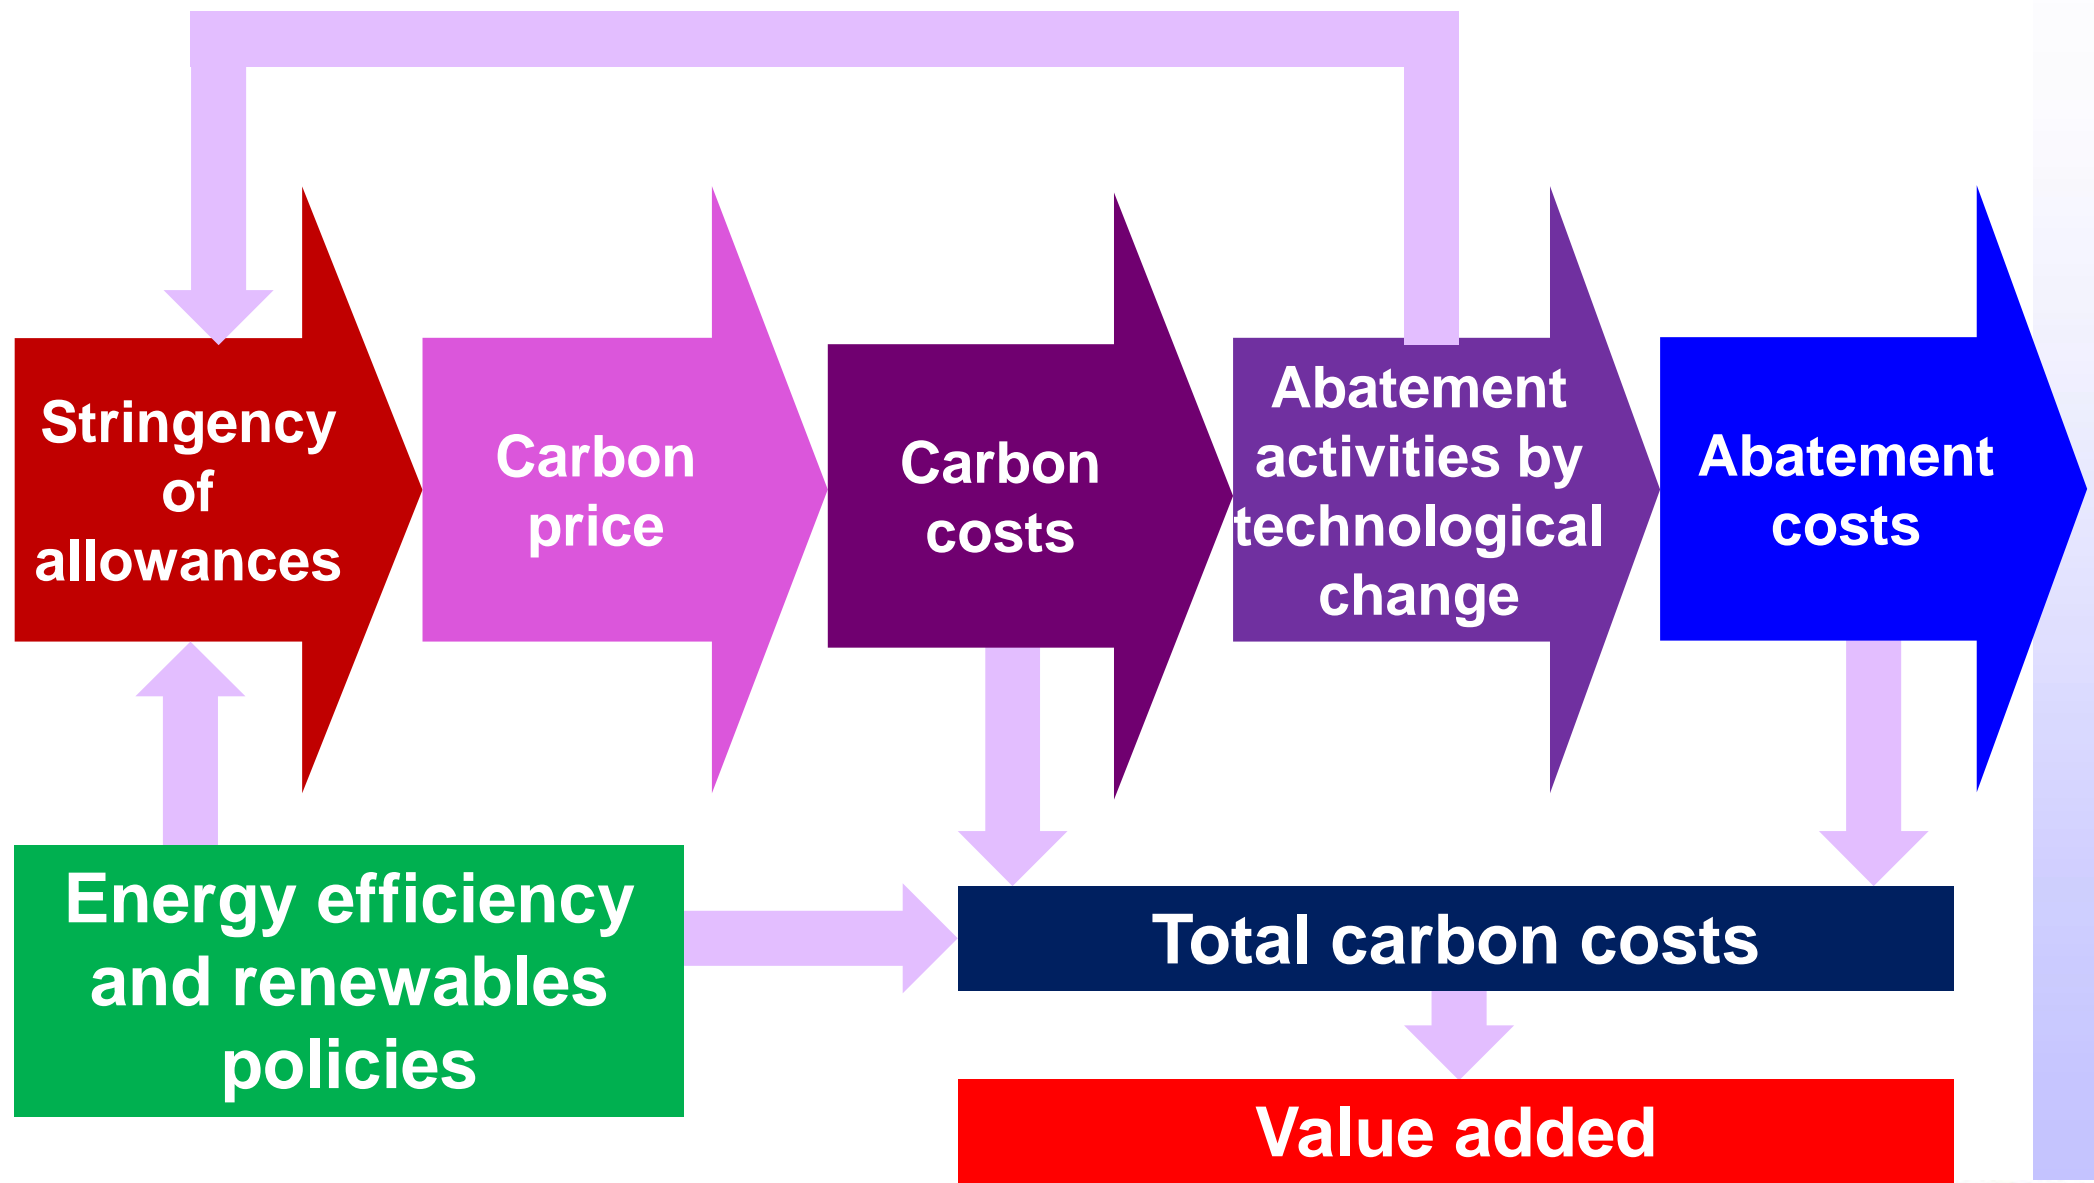 Stringency
of
allowances
Carbon
price
Carbon
costs
Abatement
activities by
technological
change
Abatement
costs
Energy efficiency
and renewables
policies
Total carbon costs
Value added